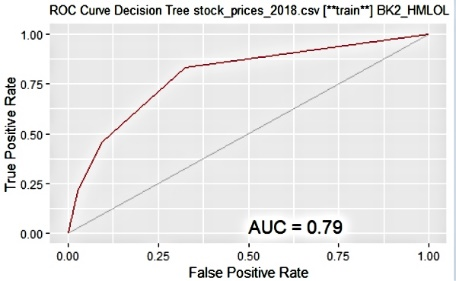 ROC Curve Decision Tree stock_prices_2018.csv [**train**] BK2_HMLOL
1.00
0.75
0.50
0.25
0.00
True Positive Rate
AUC = 0.79
0.00 0.25 0.50 0.75 1.00
False Positive Rate